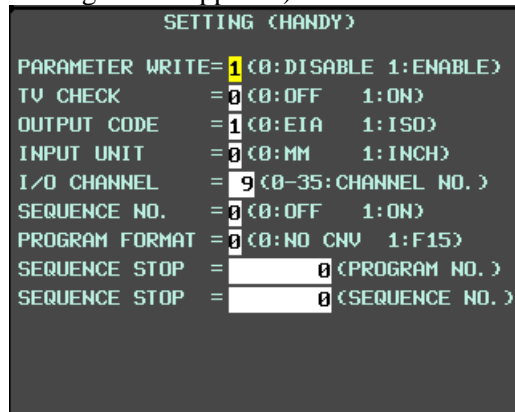 SETTING (HANDY)
PARAMETER WRITE= 1 (0:DISABLE 1:ENABLE)
TV CHECK = 0 (0:OFF 1:ON)
OUTPUT CODE = 1 (0:EIA 1:ISO)
INPUT UNIT = 0 (0:MM 1:INCH)
I/O CHANNEL = 9 (0-35:CHANNEL NO.)
SEQUENCE NO. = 0 (0:OFF 1:ON)
PROGRAM FORMAT = 0 (0:NO CNV 1:F15)
SEQUENCE STOP = 0 (PROGRAM NO.)
SEQUENCE STOP = 0 (SEQUENCE NO.)